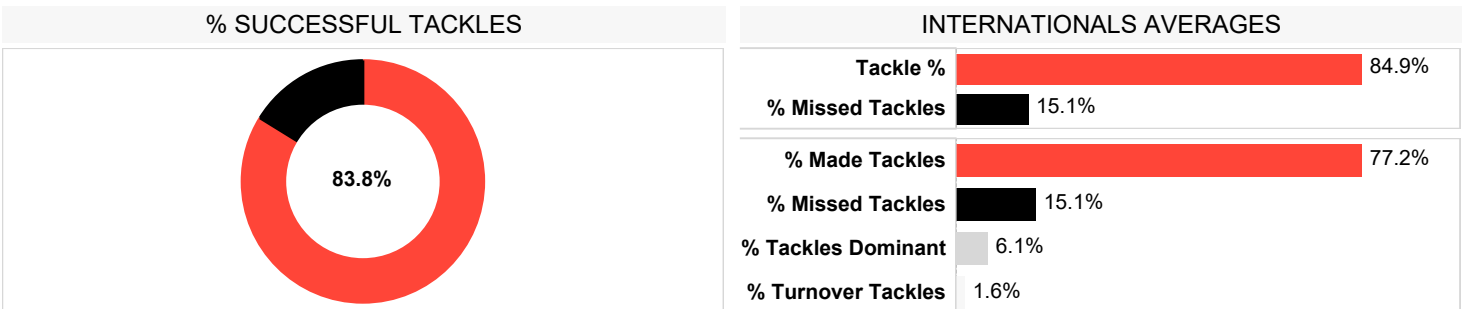 % SUCCESSFUL TACKLES
83.8%
INTERNATIONALS AVERAGES
Tackle % 84.9%
% Missed Tackles 15.1%
% Made Tackles 77.2%
% Missed Tackles 15.1%
% Tackles Dominant 6.1%
% Turnover Tackles 1.6%